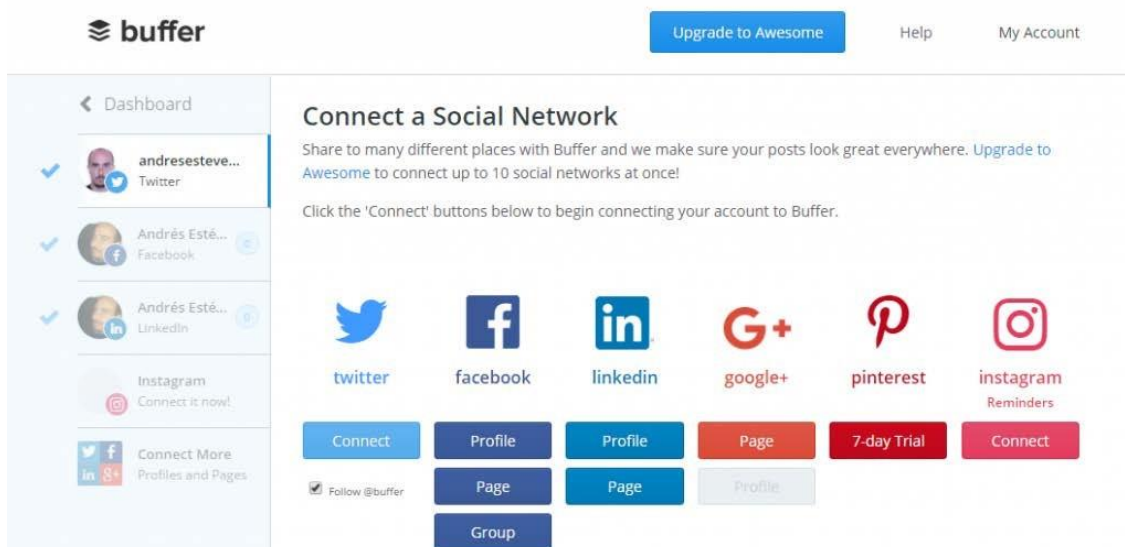 buffer
Upgrade to Awesome
Help
My Account
Dashboard
andresesteve...
Twitter
Andrés Esté...
Facebook
Andrés Esté...
LinkedIn
Instagram
Connect it now!
Connect More
Profiles and Pages
Connect a Social Network
Share to many different places with Buffer and we make sure your posts look great everywhere. Upgrade to
Awesome to connect up to 10 social networks at once!
Click the 'Connect' buttons below to begin connecting your account to Buffer.
twitter
facebook
linkedin
google+
pinterest
instagram
Reminders
Connect
Profile
Profile
Page
7-day Trial
Connect
Follow @buffer
Page
Page
Profile
Group